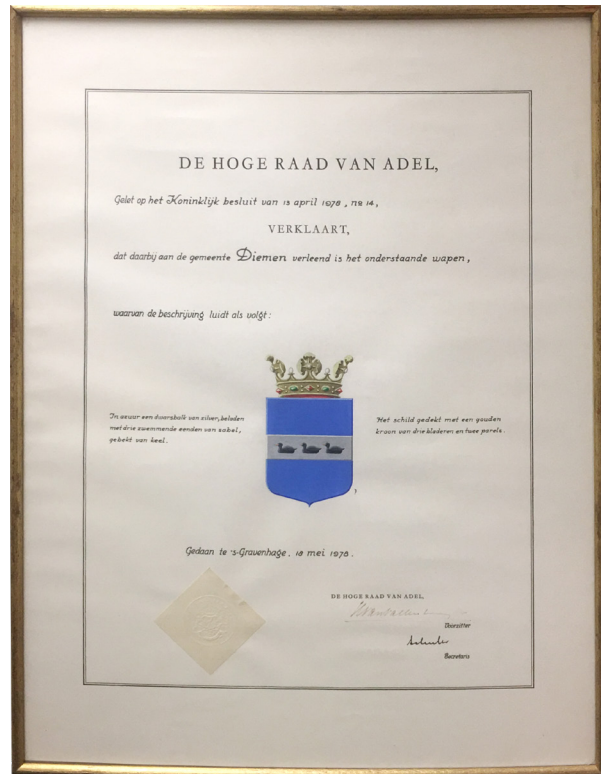 DE HOGE RAAD VAN ADEL,
Gelet op het Koninklijk besluit van 13 april 1978, no 14,
VERKLAART,
dat daarbij aan de gemeente Diemen verleend is het onderstaande wapen,
waarvan de beschrijving luidt als volgt:
In azuur een dwarsbalk van zilver, beladen
met drie zwemmende eenden van sabel,
gebekt van keel.
Het schild gedekt met een gouden
kroon van drie bladeren en twee parels.
Gedaan te 's-Gravenhage, 18 mei 1978.
DE HOGE RAAD VAN ADEL,
Voorzitter
Secretaris